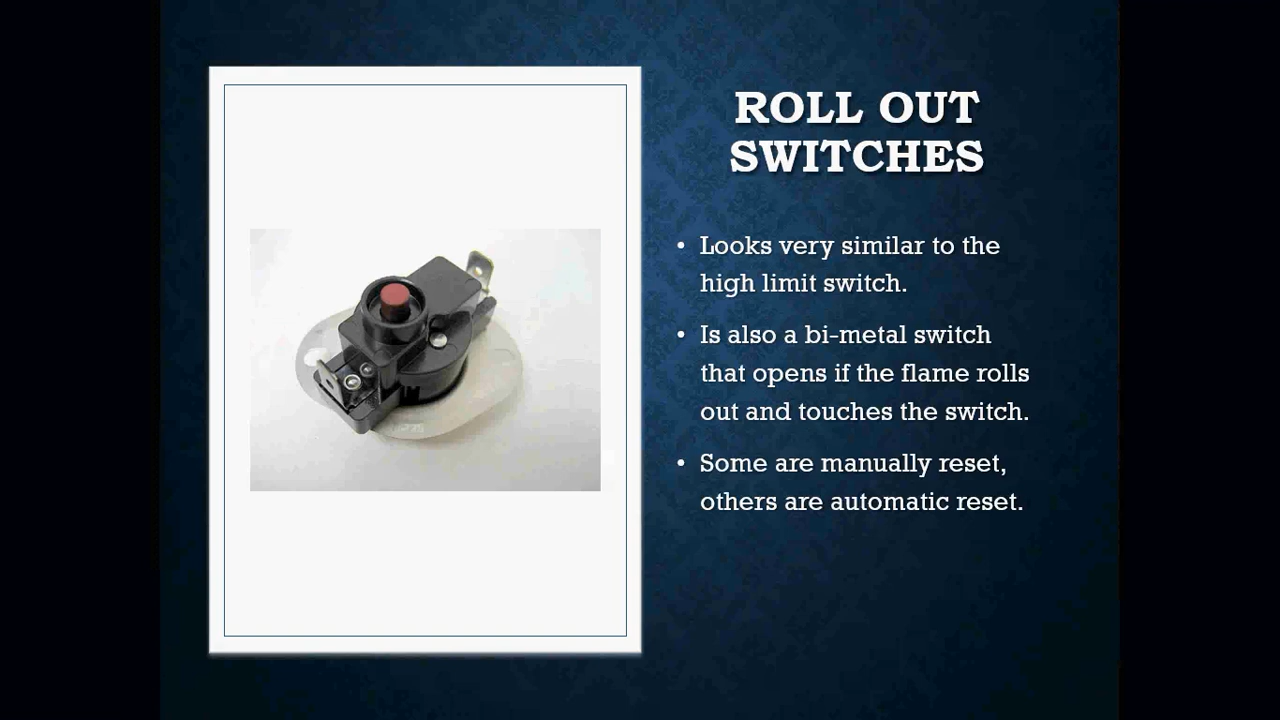 ROLL OUT
SWITCHES
• Looks very similar to the
high limit switch.
• Is also a bi-metal switch
that opens if the flame rolls
out and touches the switch.
• Some are manually reset,
others are automatic reset.